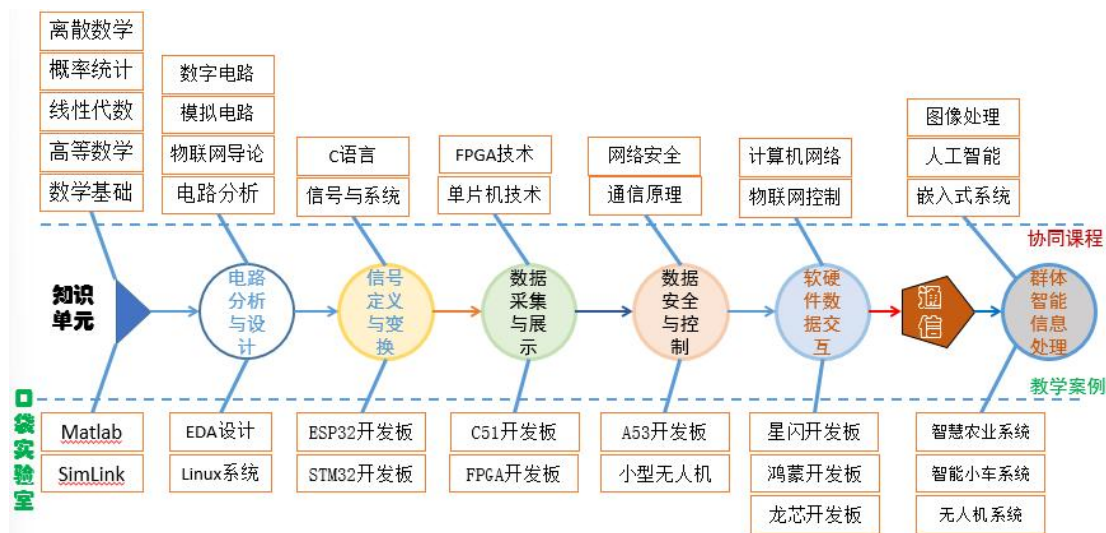 离散数学
概率统计
线性代数
高等数学
数学基础
数字电路
模拟电路
物联网导论
电路分析
C语言
信号与系统
FPGA技术
单片机技术
网络安全
通信原理
计算机网络
物联网控制
图像处理
人工智能
嵌入式系统
协同课程
知识
单元
电路
分析
与设
计
信号
定义
与变
换
数据
采集
与展
示
数据
安全
与控
制
软硬
件数
据交
互
通
信
群体
智能
信息
处理
教学案例
口
袋
实
验
室
Matlab
SimLink
EDA设计
Linux系统
ESP32开发板
STM32开发板
C51开发板
FPGA开发板
A53开发板
小型无人机
星闪开发板
鸿蒙开发板
龙芯开发板
智慧农业系统
智能小车系统
无人机系统